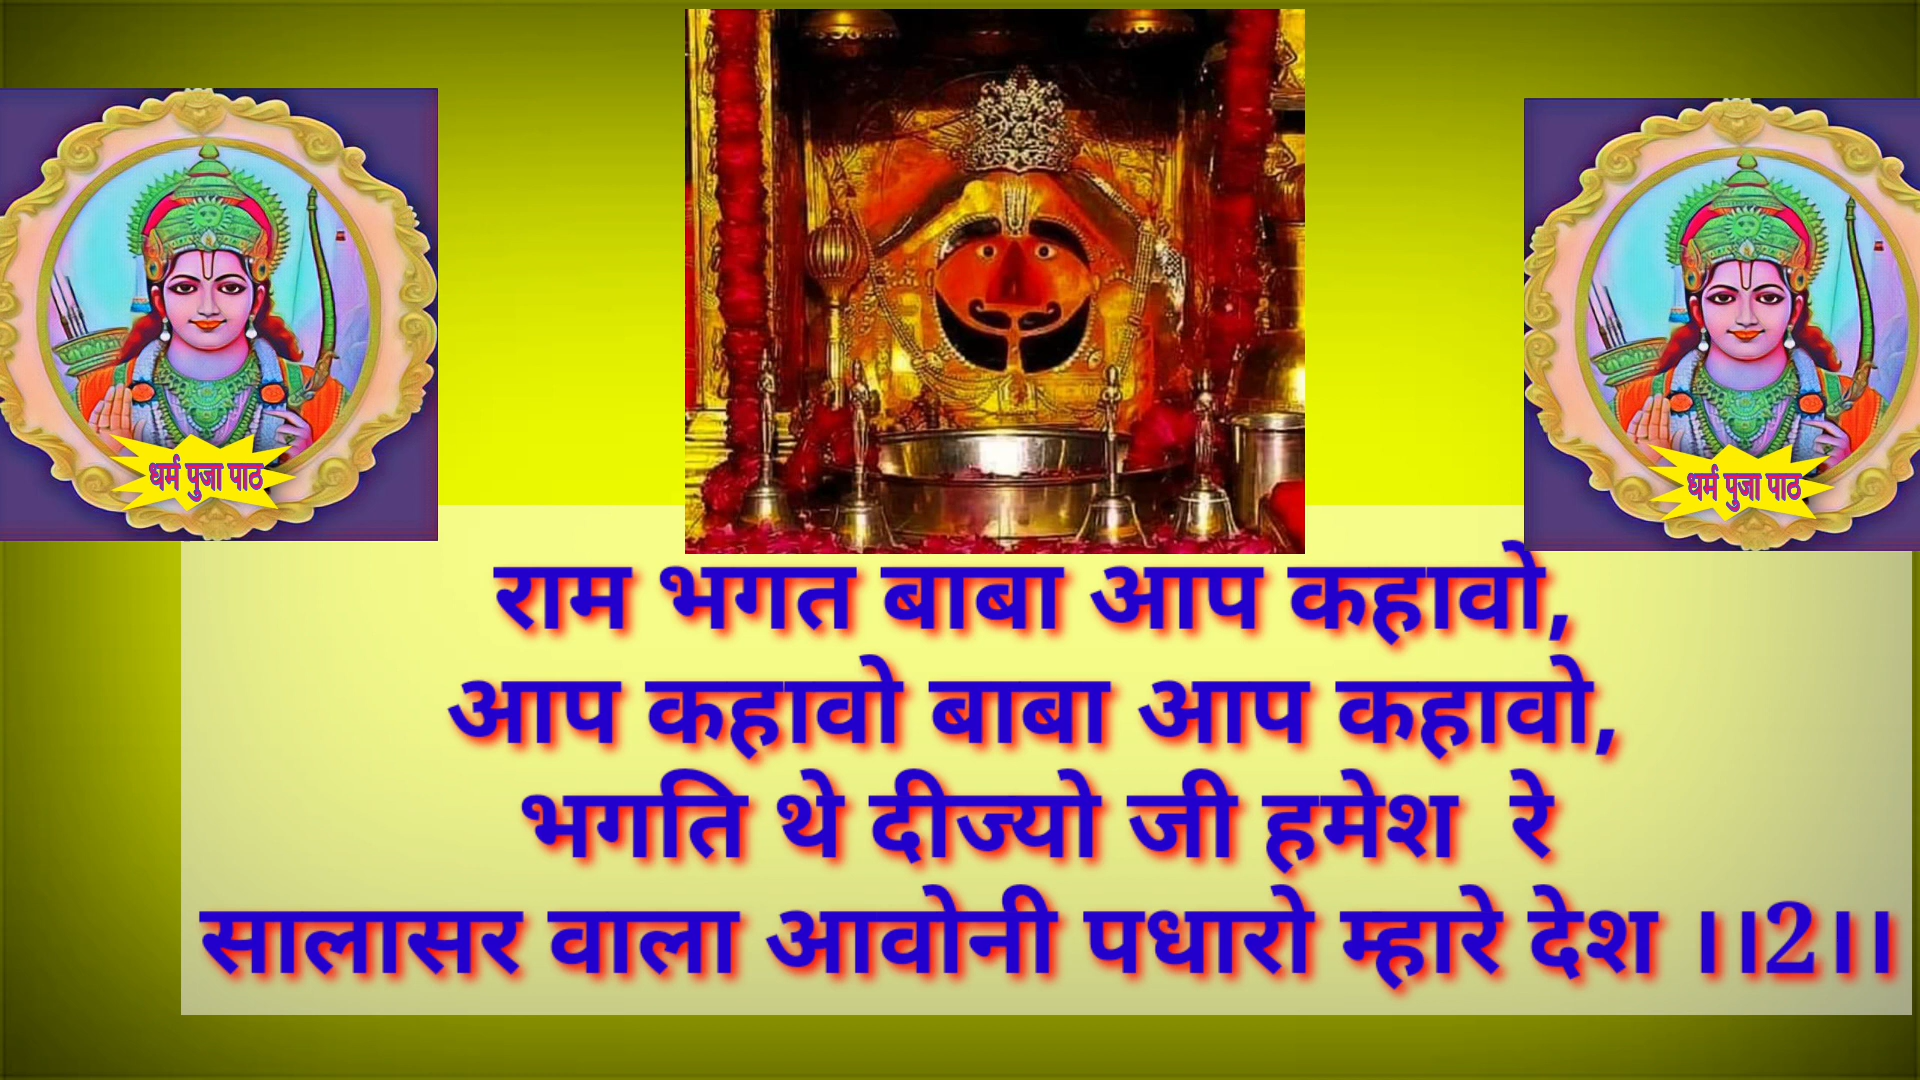 धर्म पुजा पाठ
धर्म पुजा पाठ
राम भगत बाबा आप कहावो,
आप कहावो बाबा आप कहावो,
भगति थे दीज्यो जी हमेश रे
सालासर वाला आवोनी पधारो म्हारे देश ।।2।।